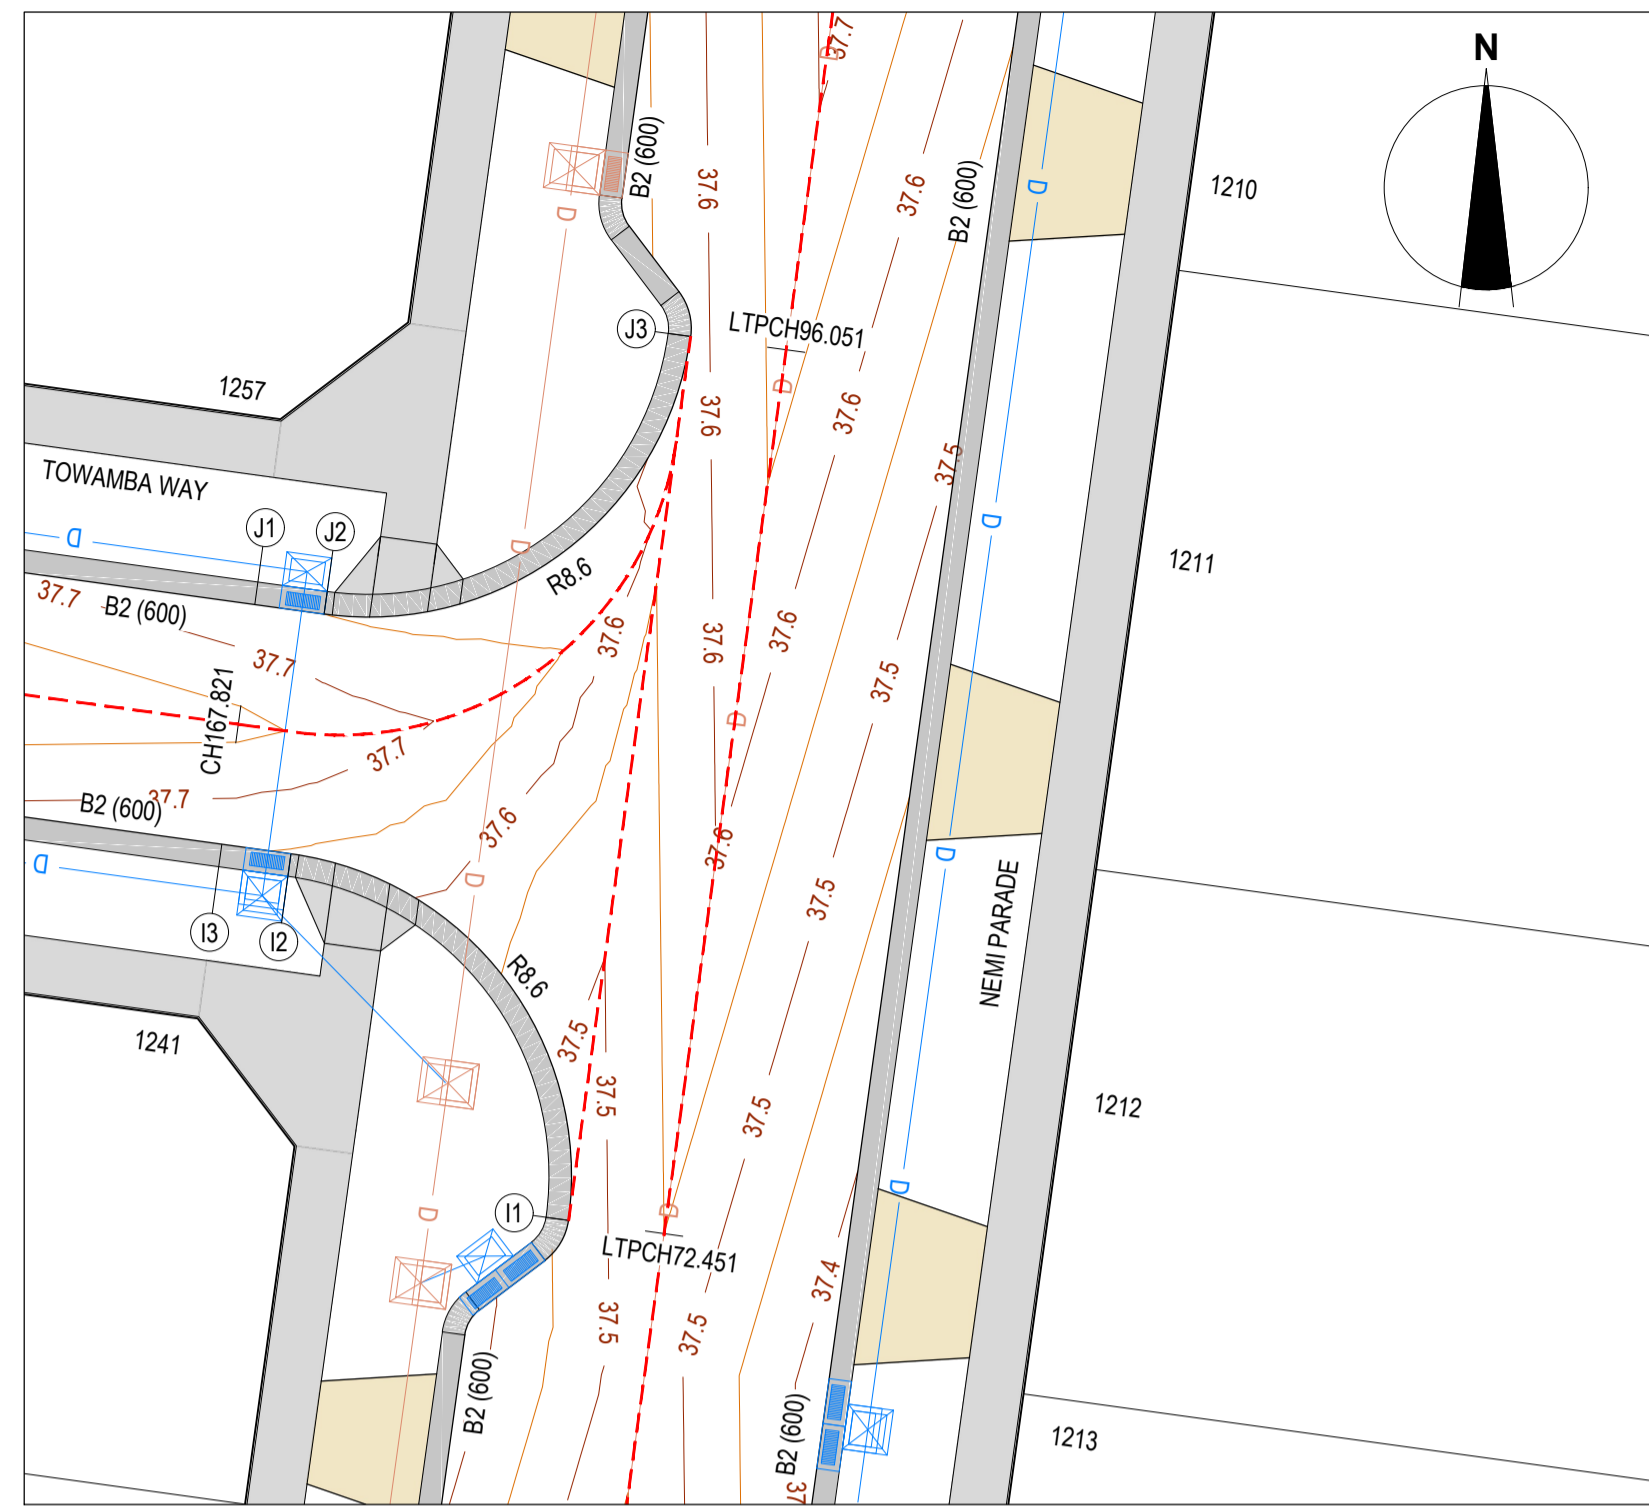 37.7
N
B2 (600)
37.6
37.6
B2 (600)
D
1210
D
D
J3
LTPCH96.051
D
1257
37.6
37.6
37.5
TOWAMBA WAY
D
J1
J2
D
D
1211
R8.6
37.7
B2 (600)
37.7
37.6
37.6
37.6
37.5
CH167.821
D
37.7
37.7
B2 (600)
37.6
37.6
D
D
D
37.5
NEMI PARADE
I3
I2
R8.6
1241
37.5
37.5
37.5
1212
D
D
I1
D
LTPCH72.451
37.4
37.5
37.5
B2 (600)
B2 (600)
1213
37